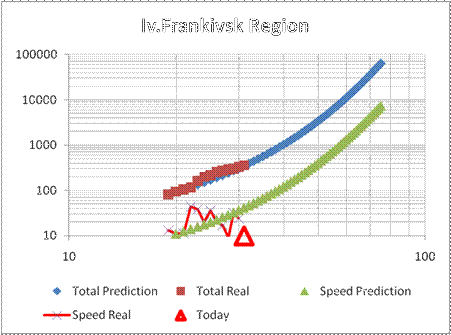 Iv.Frankivsk Region
100000
10000
1000
100
10
10 100
Total Prediction Total Real Speed Prediction
Speed Real Today